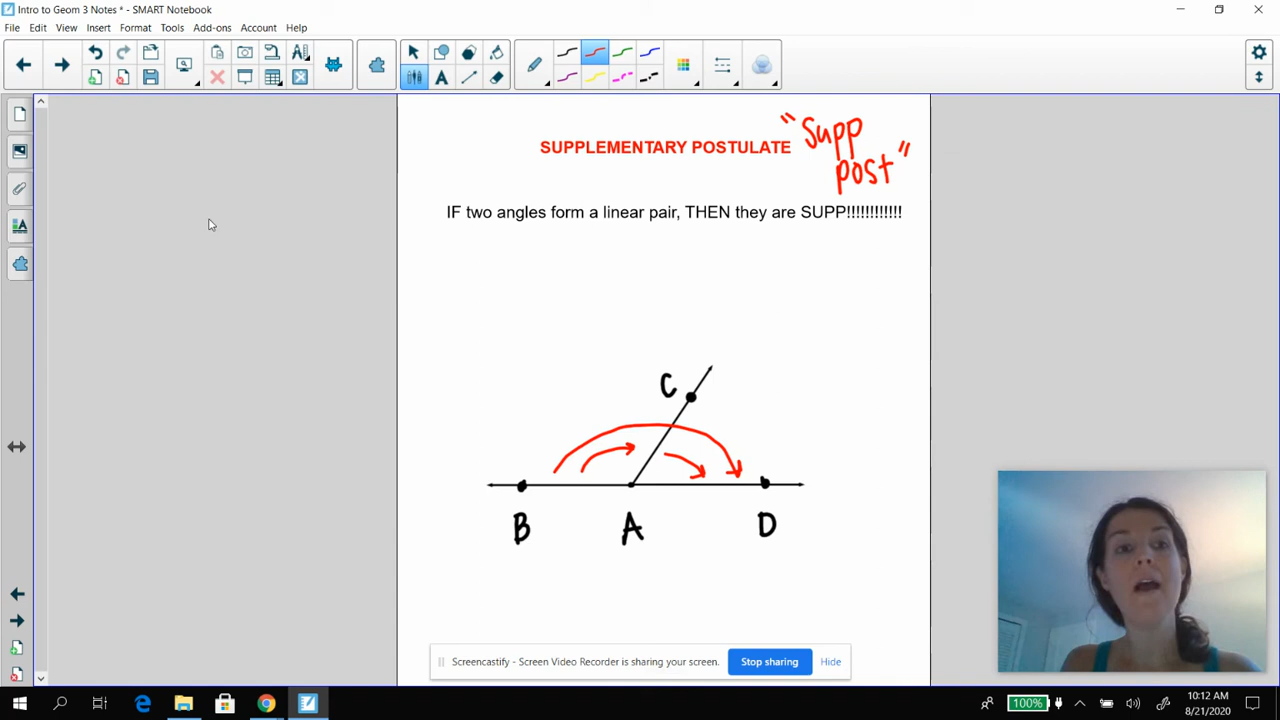 Intro to Geom 3 Notes * - SMART Notebook
File Edit View Insert Format Tools Add-ons Account Help
SUPPLEMENTARY POSTULATE "Supp
post"
IF two angles form a linear pair, THEN they are SUPP!!!!!!!!!!!!
C
B A D
Screencastify - Screen Video Recorder is sharing your screen. Stop sharing Hide
100%
10:12 AM
8/21/2020